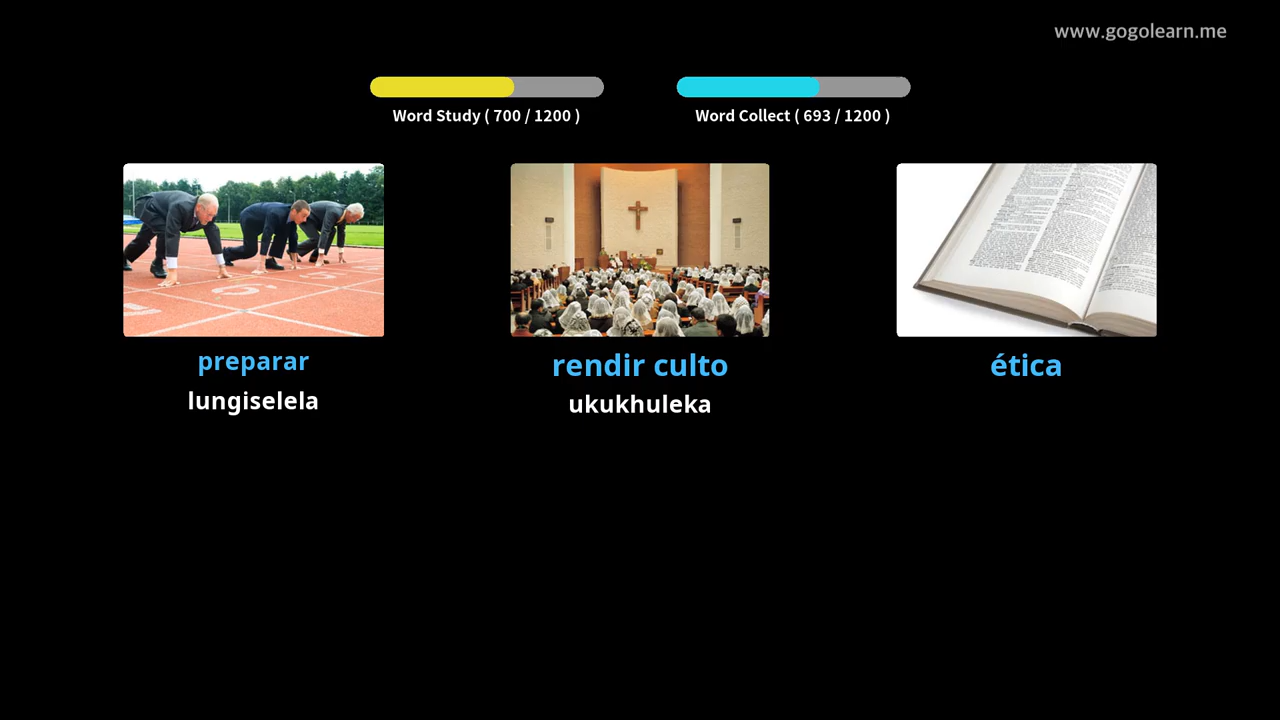 www.gogolearn.me
Word Study ( 700 / 1200 )
Word Collect ( 693 / 1200 )
preparar
rendir culto
ética
lungiselela
ukukhuleka